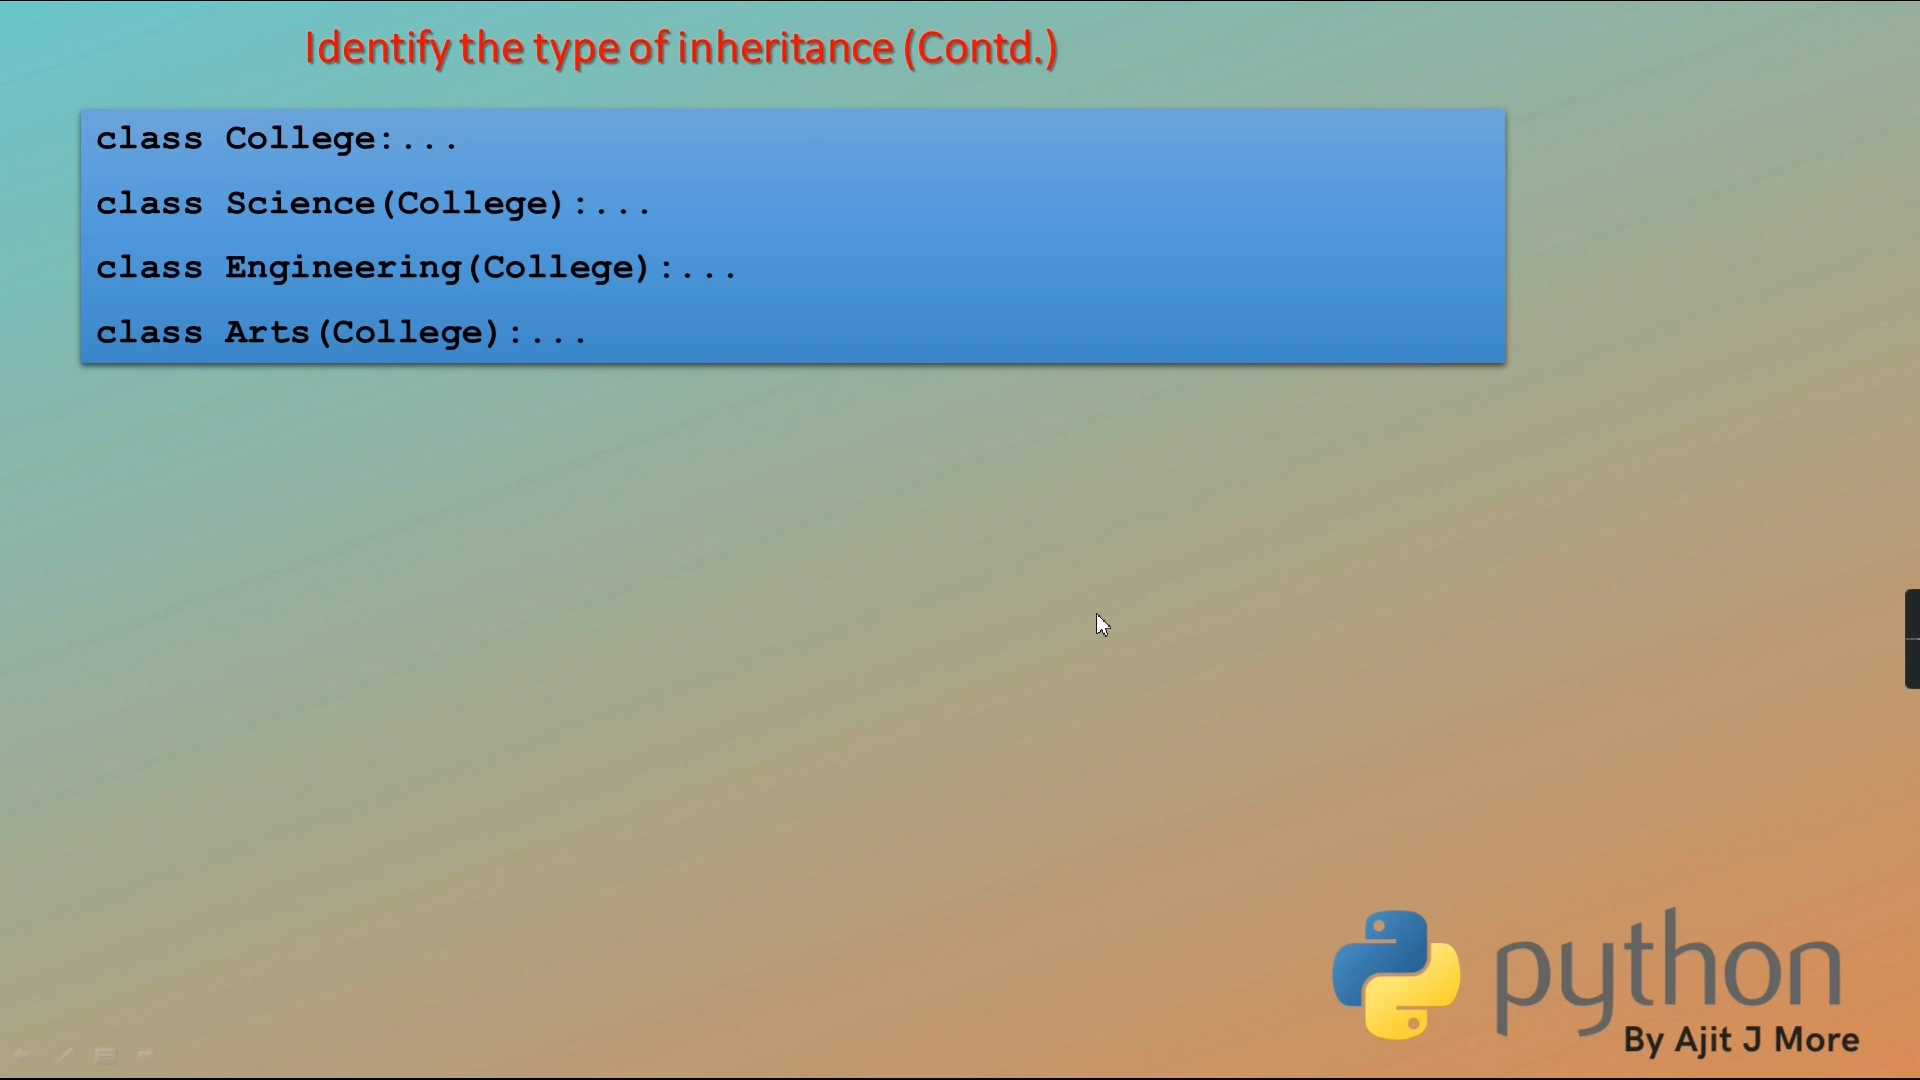 Identify the type of inheritance (Contd.)
class College:...
class Science(College):...
class Engineering(College):...
class Arts(College):...
python
By Ajit J More